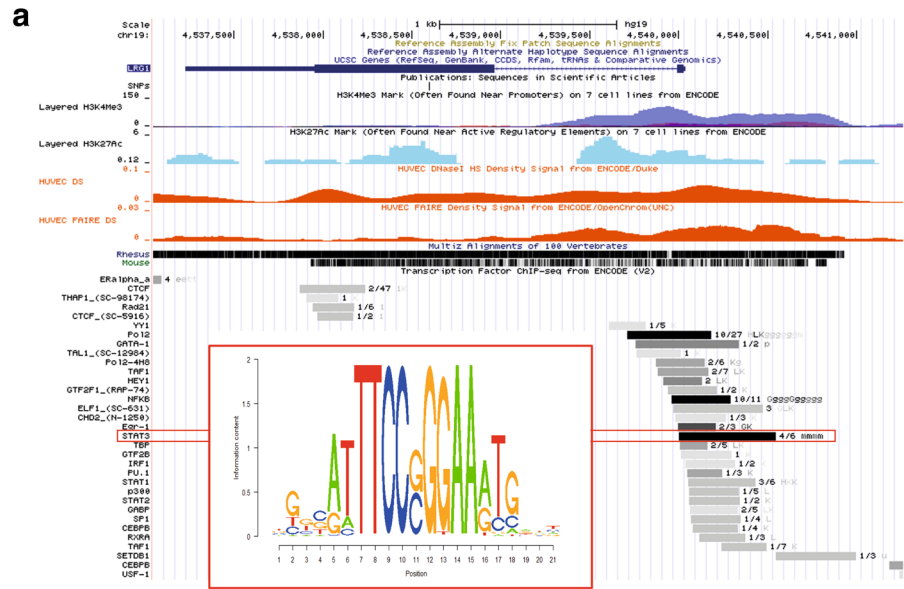 a
Scale 1 kb hg19
chr19: 4,537,500 4,538,000 4,538,500 4,539,000 4,539,500 4,540,000 4,540,500 4,541,000
Reference Assembly Fix Patch Sequence Alignments
Reference Assembly Alternate Haplotype Sequence Alignments
UCSC Genes (RefSeq, GenBank, CCDS, Rfam, tRNAs & Comparative Genomics)
LRG1
Publications: Sequences in Scientific Articles
SNPs
150
H3K4Me3 Mark (Often Found Near Promoters) on 7 cell lines from ENCODE
Layered H3K4Me3
0
6
H3K27Ac Mark (Often Found Near Active Regulatory Elements) on 7 cell lines from ENCODE
Layered H3K27Ac
0.12
0.1
HUVEC DNaseI HS Density Signal from ENCODE/Duke
HUVEC DS
0
0.03
HUVEC FAIRE Density Signal from ENCODE/OpenChrom(UNC)
HUVEC FAIRE DS
0
Multiz Alignments of 100 Vertebrates
Rhesus
Mouse
Transcription Factor ChIP-seq from ENCODE (V2)
ERalpha_a 4
CTCF 2/47
THAP1_(SC-98174) 1
Rad21 1/6
CTCF_(SC-5916) 1/2
YY1 1/5
Pol2 10/27
GATA-1 1/2 p
TAL1_(SC-12984) 1
Pol2-4H8 2/6 Kg
TAF1 2/7 LK
HEY1 2 LK
GTF2F1_(RAP-74) 1/2 K
NFKB 10/11 GgggGggggg
ELF1_(SC-631) 3 GLK
CHD2_(N-1250) 1/3
Egr-1 2/3 GK
STAT3 4/6 mmmm
TBP 2/5 LK
GTF2B 1
IRF1 1/2
PU.1 1/3 K
STAT1 3/6 HKK
p300 1/5 L
STAT2 1/2 K
GABP 2/5 LK
SP1 1/4 L
CEBPB 1/4 K
RXRA 1/3 L
TAF1 1/7 K
SETDB1 1/3 U
CEBPB
USF-1
Information content
2
1.5
1
0.5
0
1 2 3 4 5 6 7 8 9 10 11 12 13 14 15 16 17 18 19 20 21
Position